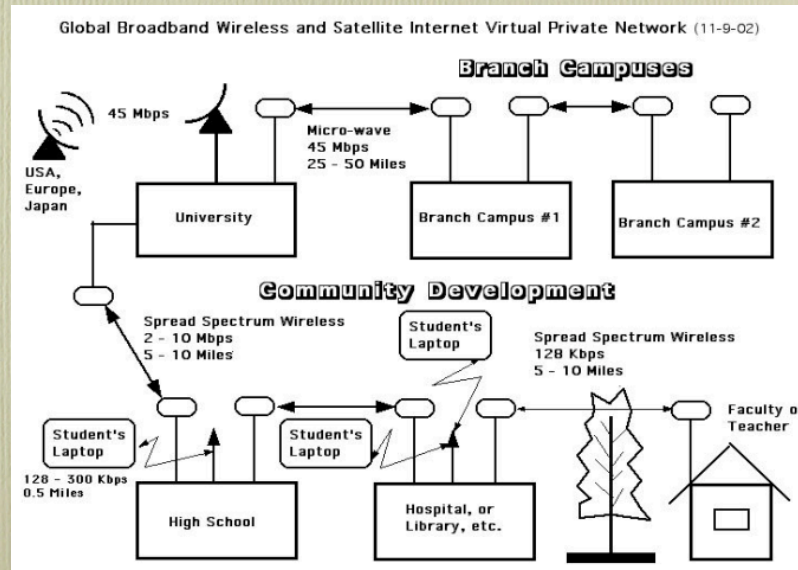 Global Broadband Wireless and Satellite Internet Virtual Private Network (11-9-02)
Branch Campuses
45 Mbps
USA,
Europe,
Japan
Micro-wave
45 Mbps
25 - 50 Miles
University
Branch Campus #1
Branch Campus #2
Community Development
Spread Spectrum Wireless
2 - 10 Mbps
5 - 10 Miles
Student's
Laptop
Spread Spectrum Wireless
128 Kbps
5 - 10 Miles
Student's
Laptop
Student's
Laptop
Faculty o
Teacher
128 - 300 Kbps
0.5 Miles
High School
Hospital, or
Library, etc.